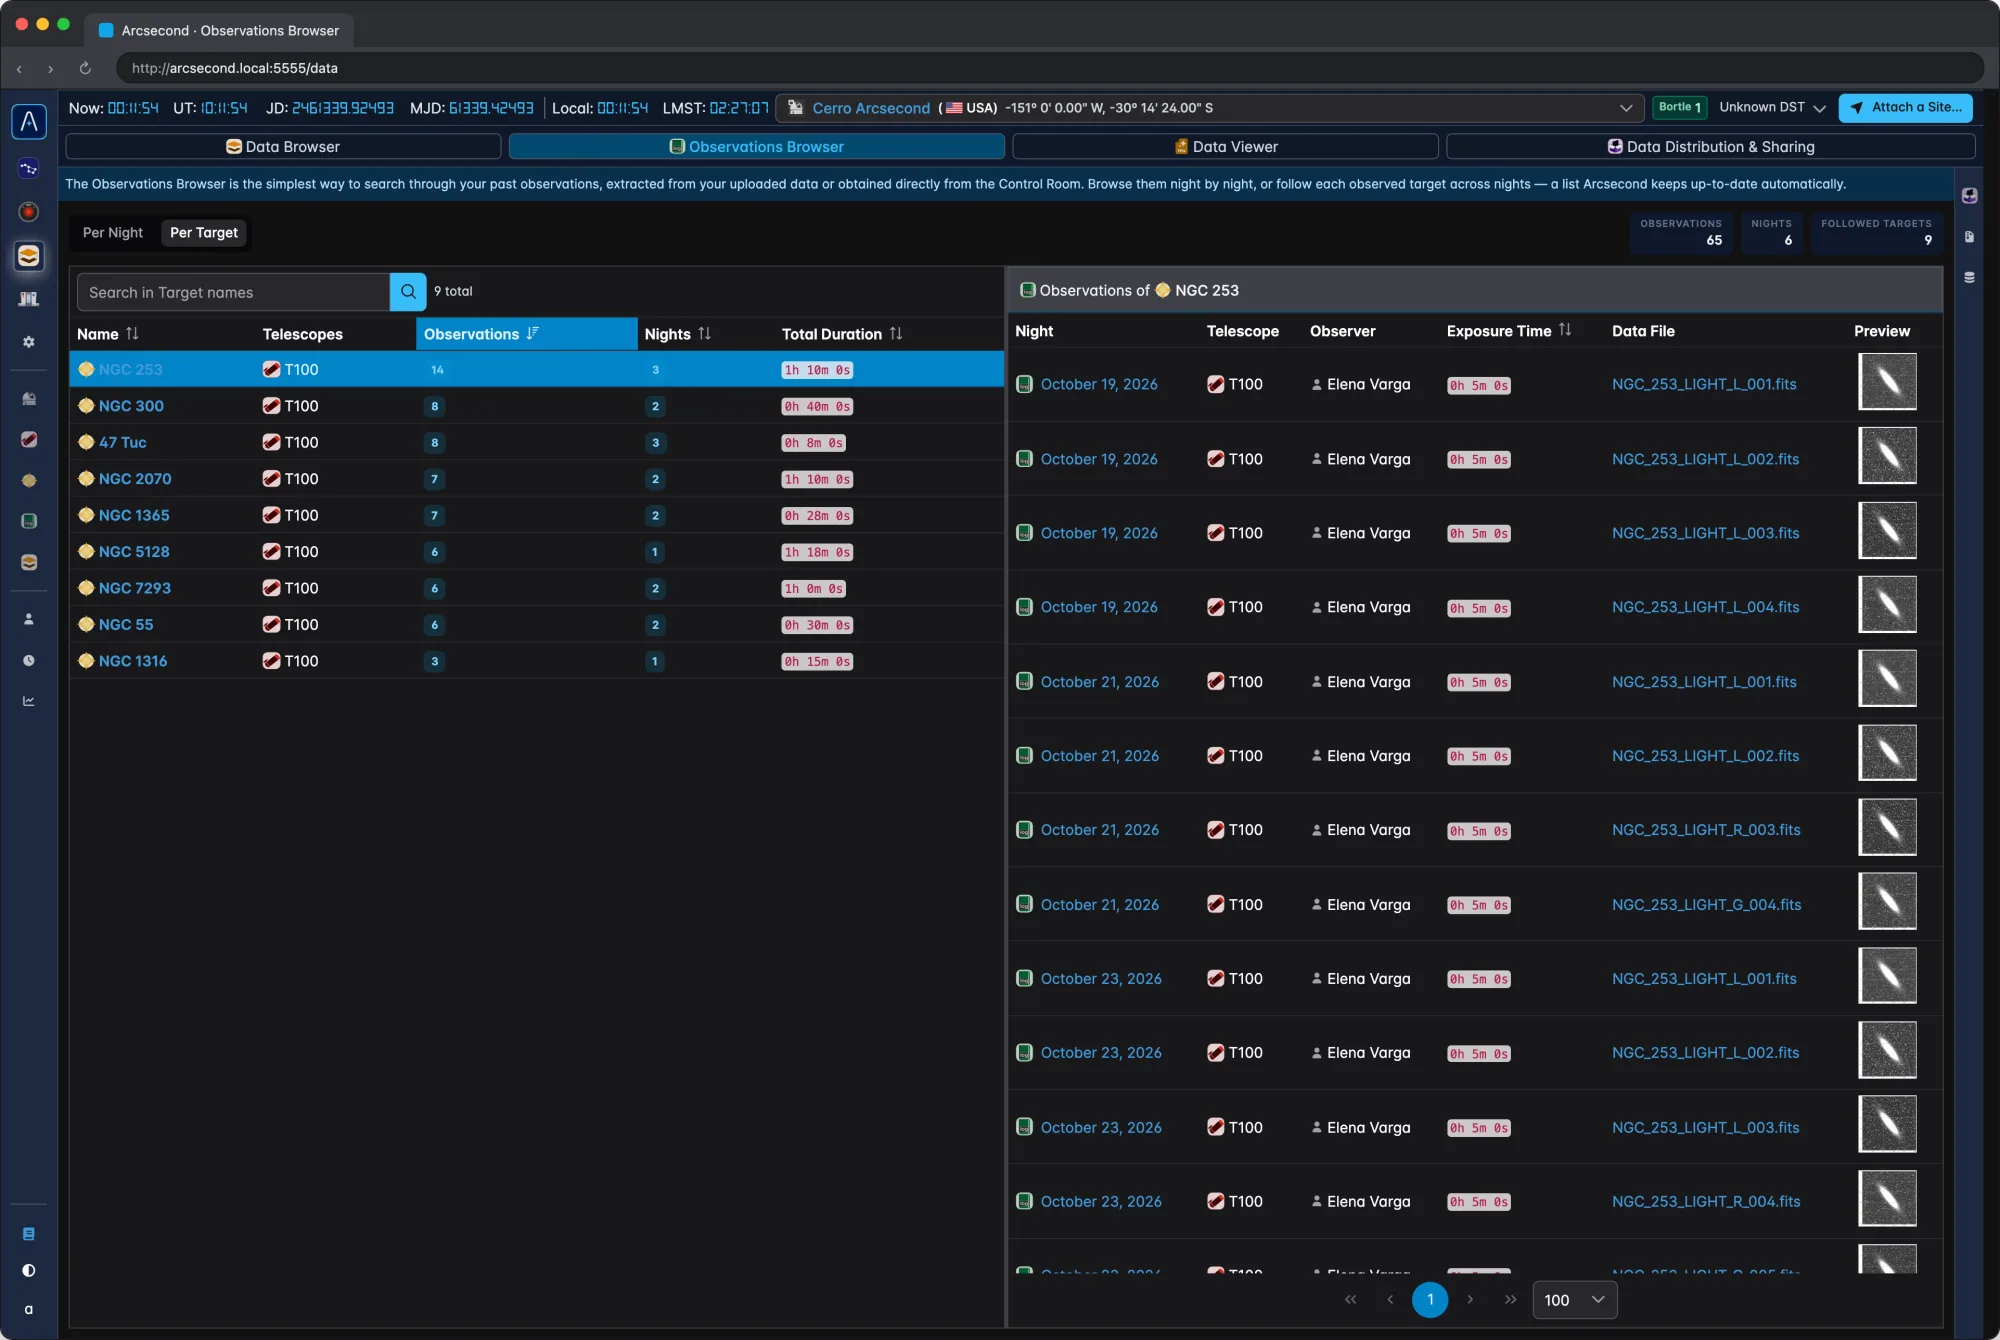 Arcsecond · Observations Browser
http://arcsecond.local:5555/data
Now: 00:11:54 UT: 10:11:54 JD: 2461339.92493 MJD: 61339.42493 Local: 00:11:54 LMST: 02:27:07 Cerro Arcsecond ( USA) -151° 0' 0.00" W, -30° 14' 24.00" S Bortle 1 Unknown DST Attach a Site...
Data Browser Observations Browser Data Viewer Data Distribution & Sharing
The Observations Browser is the simplest way to search through your past observations, extracted from your uploaded data or obtained directly from the Control Room. Browse them night by night, or follow each observed target across nights — a list Arcsecond keeps up-to-date automatically.
Per Night Per Target
OBSERVATIONS 65
NIGHTS 6
FOLLOWED TARGETS 9
Search in Target names 9 total
Name Telescopes Observations Nights Total Duration
NGC 253 T100 14 3 1h 10m 0s
NGC 300 T100 8 2 0h 40m 0s
47 Tuc T100 8 3 0h 8m 0s
NGC 2070 T100 7 2 1h 10m 0s
NGC 1365 T100 7 2 0h 28m 0s
NGC 5128 T100 6 1 1h 18m 0s
NGC 7293 T100 6 2 1h 0m 0s
NGC 55 T100 6 2 0h 30m 0s
NGC 1316 T100 3 1 0h 15m 0s
Observations of NGC 253
Night Telescope Observer Exposure Time Data File Preview
October 19, 2026 T100 Elena Varga 0h 5m 0s NGC_253_LIGHT_L_001.fits
October 19, 2026 T100 Elena Varga 0h 5m 0s NGC_253_LIGHT_L_002.fits
October 19, 2026 T100 Elena Varga 0h 5m 0s NGC_253_LIGHT_L_003.fits
October 19, 2026 T100 Elena Varga 0h 5m 0s NGC_253_LIGHT_L_004.fits
October 21, 2026 T100 Elena Varga 0h 5m 0s NGC_253_LIGHT_L_001.fits
October 21, 2026 T100 Elena Varga 0h 5m 0s NGC_253_LIGHT_L_002.fits
October 21, 2026 T100 Elena Varga 0h 5m 0s NGC_253_LIGHT_R_003.fits
October 21, 2026 T100 Elena Varga 0h 5m 0s NGC_253_LIGHT_G_004.fits
October 23, 2026 T100 Elena Varga 0h 5m 0s NGC_253_LIGHT_L_001.fits
October 23, 2026 T100 Elena Varga 0h 5m 0s NGC_253_LIGHT_L_002.fits
October 23, 2026 T100 Elena Varga 0h 5m 0s NGC_253_LIGHT_L_003.fits
October 23, 2026 T100 Elena Varga 0h 5m 0s NGC_253_LIGHT_R_004.fits
1 100
a